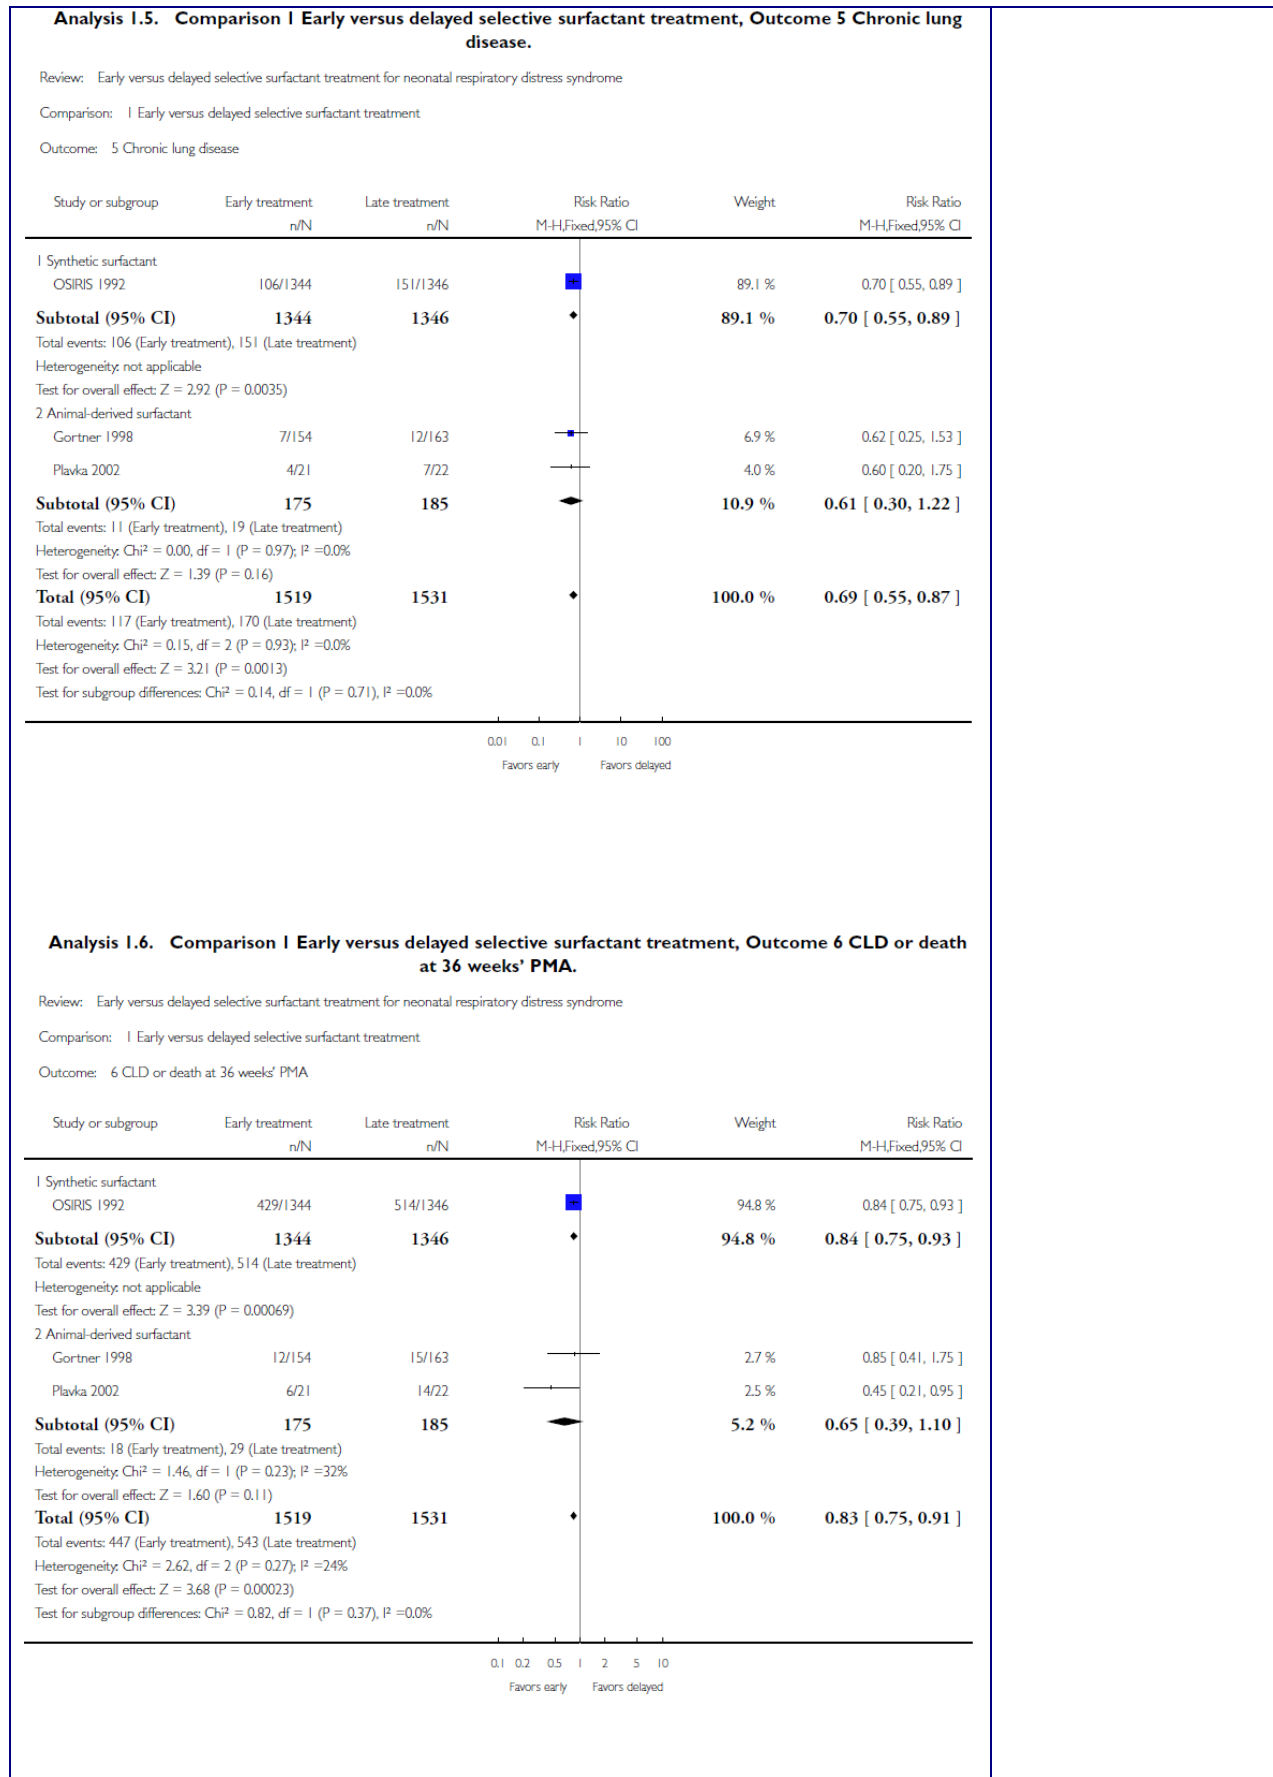 Analysis 1.5. Comparison 1 Early versus delayed selective surfactant treatment, Outcome 5 Chronic lung
disease.
Review: Early versus delayed selective surfactant treatment for neonatal respiratory distress syndrome
Comparison: 1 Early versus delayed selective surfactant treatment
Outcome: 5 Chronic lung disease
Study or subgroup Early treatment Late treatment Risk Ratio Weight Risk Ratio
n/N n/N M-H,Fixed,95% CI M-H,Fixed,95% CI
1 Synthetic surfactant
OSIRIS 1992 106/1344 151/1346 89.1 % 0.70 [ 0.55, 0.89 ]
Subtotal (95% CI) 1344 1346 89.1 % 0.70 [ 0.55, 0.89 ]
Total events: 106 (Early treatment), 151 (Late treatment)
Heterogeneity: not applicable
Test for overall effect: Z = 2.92 (P = 0.0035)
2 Animal-derived surfactant
Gortner 1998 7/154 12/163 6.9 % 0.62 [ 0.25, 1.53 ]
Plavka 2002 4/21 7/22 4.0 % 0.60 [ 0.20, 1.75 ]
Subtotal (95% CI) 175 185 10.9 % 0.61 [ 0.30, 1.22 ]
Total events: 11 (Early treatment), 19 (Late treatment)
Heterogeneity: Chi² = 0.00, df = 1 (P = 0.97); I² =0.0%
Test for overall effect: Z = 1.39 (P = 0.16)
Total (95% CI) 1519 1531 100.0 % 0.69 [ 0.55, 0.87 ]
Total events: 117 (Early treatment), 170 (Late treatment)
Heterogeneity: Chi² = 0.15, df = 2 (P = 0.93); I² =0.0%
Test for overall effect: Z = 3.21 (P = 0.0013)
Test for subgroup differences: Chi² = 0.14, df = 1 (P = 0.71), I² =0.0%
0.01 0.1 1 10 100
Favors early Favors delayed
Analysis 1.6. Comparison 1 Early versus delayed selective surfactant treatment, Outcome 6 CLD or death
at 36 weeks' PMA.
Review: Early versus delayed selective surfactant treatment for neonatal respiratory distress syndrome
Comparison: 1 Early versus delayed selective surfactant treatment
Outcome: 6 CLD or death at 36 weeks' PMA
Study or subgroup Early treatment Late treatment Risk Ratio Weight Risk Ratio
n/N n/N M-H,Fixed,95% CI M-H,Fixed,95% CI
1 Synthetic surfactant
OSIRIS 1992 429/1344 514/1346 94.8 % 0.84 [ 0.75, 0.93 ]
Subtotal (95% CI) 1344 1346 94.8 % 0.84 [ 0.75, 0.93 ]
Total events: 429 (Early treatment), 514 (Late treatment)
Heterogeneity: not applicable
Test for overall effect: Z = 3.39 (P = 0.00069)
2 Animal-derived surfactant
Gortner 1998 12/154 15/163 2.7 % 0.85 [ 0.41, 1.75 ]
Plavka 2002 6/21 14/22 2.5 % 0.45 [ 0.21, 0.95 ]
Subtotal (95% CI) 175 185 5.2 % 0.65 [ 0.39, 1.10 ]
Total events: 18 (Early treatment), 29 (Late treatment)
Heterogeneity: Chi² = 1.46, df = 1 (P = 0.23); I² =32%
Test for overall effect: Z = 1.60 (P = 0.11)
Total (95% CI) 1519 1531 100.0 % 0.83 [ 0.75, 0.91 ]
Total events: 447 (Early treatment), 543 (Late treatment)
Heterogeneity: Chi² = 2.62, df = 2 (P = 0.27); I² =24%
Test for overall effect: Z = 3.68 (P = 0.00023)
Test for subgroup differences: Chi² = 0.82, df = 1 (P = 0.37), I² =0.0%
0.1 0.2 0.5 1 2 5 10
Favors early Favors delayed